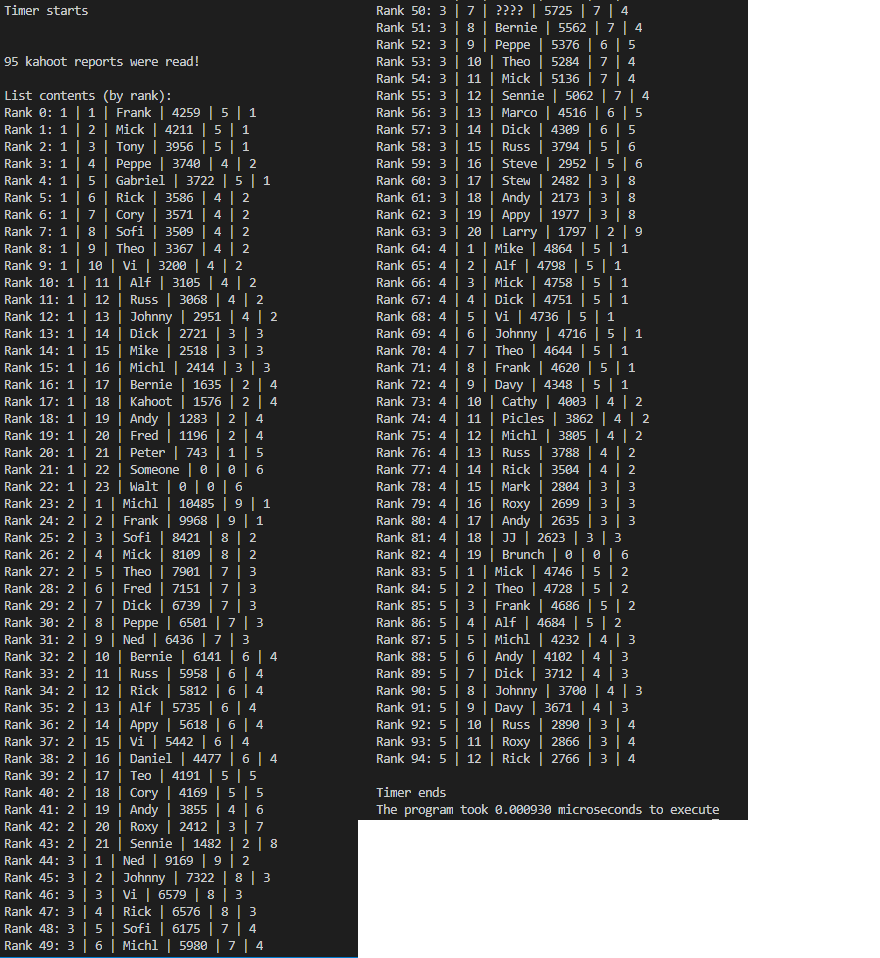 Timer starts
95 kahoot reports were read!
List contents (by rank):
Rank 0: 1 | 1 | Frank | 4259 | 5 | 1
Rank 1: 1 | 2 | Mick | 4211 | 5 | 1
Rank 2: 1 | 3 | Tony | 3956 | 5 | 1
Rank 3: 1 | 4 | Peppe | 3740 | 4 | 2
Rank 4: 1 | 5 | Gabriel | 3722 | 5 | 1
Rank 5: 1 | 6 | Rick | 3586 | 4 | 2
Rank 6: 1 | 7 | Cory | 3571 | 4 | 2
Rank 7: 1 | 8 | Sofi | 3509 | 4 | 2
Rank 8: 1 | 9 | Theo | 3367 | 4 | 2
Rank 9: 1 | 10 | Vi | 3200 | 4 | 2
Rank 10: 1 | 11 | Alf | 3105 | 4 | 2
Rank 11: 1 | 12 | Russ | 3068 | 4 | 2
Rank 12: 1 | 13 | Johnny | 2951 | 4 | 2
Rank 13: 1 | 14 | Dick | 2721 | 3 | 3
Rank 14: 1 | 15 | Mike | 2518 | 3 | 3
Rank 15: 1 | 16 | Michl | 2414 | 3 | 3
Rank 16: 1 | 17 | Bernie | 1635 | 2 | 4
Rank 17: 1 | 18 | Kahoot | 1576 | 2 | 4
Rank 18: 1 | 19 | Andy | 1283 | 2 | 4
Rank 19: 1 | 20 | Fred | 1196 | 2 | 4
Rank 20: 1 | 21 | Peter | 743 | 1 | 5
Rank 21: 1 | 22 | Someone | 0 | 0 | 6
Rank 22: 1 | 23 | Walt | 0 | 0 | 6
Rank 23: 2 | 1 | Michl | 10485 | 9 | 1
Rank 24: 2 | 2 | Frank | 9968 | 9 | 1
Rank 25: 2 | 3 | Sofi | 8421 | 8 | 2
Rank 26: 2 | 4 | Mick | 8109 | 8 | 2
Rank 27: 2 | 5 | Theo | 7901 | 7 | 3
Rank 28: 2 | 6 | Fred | 7151 | 7 | 3
Rank 29: 2 | 7 | Dick | 6739 | 7 | 3
Rank 30: 2 | 8 | Peppe | 6501 | 7 | 3
Rank 31: 2 | 9 | Ned | 6436 | 7 | 3
Rank 32: 2 | 10 | Bernie | 6141 | 6 | 4
Rank 33: 2 | 11 | Russ | 5958 | 6 | 4
Rank 34: 2 | 12 | Rick | 5812 | 6 | 4
Rank 35: 2 | 13 | Alf | 5735 | 6 | 4
Rank 36: 2 | 14 | Appy | 5618 | 6 | 4
Rank 37: 2 | 15 | Vi | 5442 | 6 | 4
Rank 38: 2 | 16 | Daniel | 4477 | 6 | 4
Rank 39: 2 | 17 | Teo | 4191 | 5 | 5
Rank 40: 2 | 18 | Cory | 4169 | 5 | 5
Rank 41: 2 | 19 | Andy | 3855 | 4 | 6
Rank 42: 2 | 20 | Roxy | 2412 | 3 | 7
Rank 43: 2 | 21 | Sennie | 1482 | 2 | 8
Rank 44: 3 | 1 | Ned | 9169 | 9 | 2
Rank 45: 3 | 2 | Johnny | 7322 | 8 | 3
Rank 46: 3 | 3 | Vi | 6579 | 8 | 3
Rank 47: 3 | 4 | Rick | 6576 | 8 | 3
Rank 48: 3 | 5 | Sofi | 6175 | 7 | 4
Rank 49: 3 | 6 | Michl | 5980 | 7 | 4
Rank 50: 3 | 7 | ???? | 5725 | 7 | 4
Rank 51: 3 | 8 | Bernie | 5562 | 7 | 4
Rank 52: 3 | 9 | Peppe | 5376 | 6 | 5
Rank 53: 3 | 10 | Theo | 5284 | 7 | 4
Rank 54: 3 | 11 | Mick | 5136 | 7 | 4
Rank 55: 3 | 12 | Sennie | 5062 | 7 | 4
Rank 56: 3 | 13 | Marco | 4516 | 6 | 5
Rank 57: 3 | 14 | Dick | 4309 | 6 | 5
Rank 58: 3 | 15 | Russ | 3794 | 5 | 6
Rank 59: 3 | 16 | Steve | 2952 | 5 | 6
Rank 60: 3 | 17 | Stew | 2482 | 3 | 8
Rank 61: 3 | 18 | Andy | 2173 | 3 | 8
Rank 62: 3 | 19 | Appy | 1977 | 3 | 8
Rank 63: 3 | 20 | Larry | 1797 | 2 | 9
Rank 64: 4 | 1 | Mike | 4864 | 5 | 1
Rank 65: 4 | 2 | Alf | 4798 | 5 | 1
Rank 66: 4 | 3 | Mick | 4758 | 5 | 1
Rank 67: 4 | 4 | Dick | 4751 | 5 | 1
Rank 68: 4 | 5 | Vi | 4736 | 5 | 1
Rank 69: 4 | 6 | Johnny | 4716 | 5 | 1
Rank 70: 4 | 7 | Theo | 4644 | 5 | 1
Rank 71: 4 | 8 | Frank | 4620 | 5 | 1
Rank 72: 4 | 9 | Davy | 4348 | 5 | 1
Rank 73: 4 | 10 | Cathy | 4003 | 4 | 2
Rank 74: 4 | 11 | Picles | 3862 | 4 | 2
Rank 75: 4 | 12 | Michl | 3805 | 4 | 2
Rank 76: 4 | 13 | Russ | 3788 | 4 | 2
Rank 77: 4 | 14 | Rick | 3504 | 4 | 2
Rank 78: 4 | 15 | Mark | 2804 | 3 | 3
Rank 79: 4 | 16 | Roxy | 2699 | 3 | 3
Rank 80: 4 | 17 | Andy | 2635 | 3 | 3
Rank 81: 4 | 18 | JJ | 2623 | 3 | 3
Rank 82: 4 | 19 | Brunch | 0 | 0 | 6
Rank 83: 5 | 1 | Mick | 4746 | 5 | 2
Rank 84: 5 | 2 | Theo | 4728 | 5 | 2
Rank 85: 5 | 3 | Frank | 4686 | 5 | 2
Rank 86: 5 | 4 | Alf | 4684 | 5 | 2
Rank 87: 5 | 5 | Michl | 4232 | 4 | 3
Rank 88: 5 | 6 | Andy | 4102 | 4 | 3
Rank 89: 5 | 7 | Dick | 3712 | 4 | 3
Rank 90: 5 | 8 | Johnny | 3700 | 4 | 3
Rank 91: 5 | 9 | Davy | 3671 | 4 | 3
Rank 92: 5 | 10 | Russ | 2890 | 3 | 4
Rank 93: 5 | 11 | Roxy | 2866 | 3 | 4
Rank 94: 5 | 12 | Rick | 2766 | 3 | 4
Timer ends
The program took 0.000930 microseconds to execute